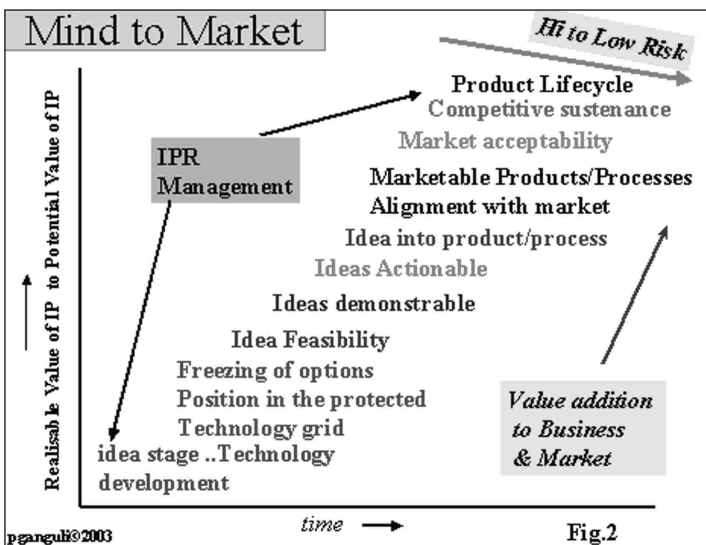 Mind to Market
Hi to Low Risk
Product Lifecycle
Competitive sustenance
Market acceptability
IPR
Management
Marketable Products/Processes
Alignment with market
Idea into product/process
Ideas Actionable
Ideas demonstrable
Idea Feasibility
Freezing of options
Position in the protected
Technology grid
idea stage ..Technology
development
Value addition
to Business
& Market
Realisable Value of IP to Potential Value of IP
time
pganguli©2003
Fig.2